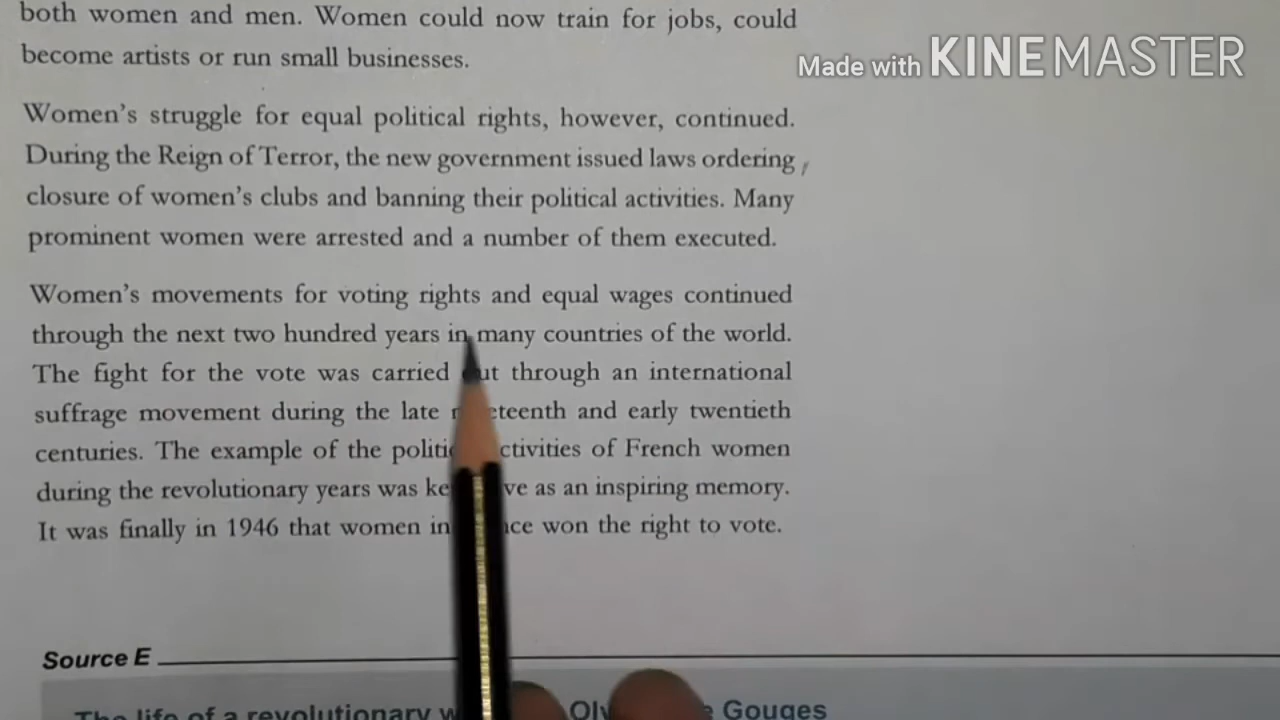 both women and men. Women could now train for jobs, could
become artists or run small businesses.
Made with KINEMASTER
Women's struggle for equal political rights, however, continued.
During the Reign of Terror, the new government issued laws ordering
closure of women's clubs and banning their political activities. Many
prominent women were arrested and a number of them executed.
Women's movements for voting rights and equal wages continued
through the next two hundred years in many countries of the world.
The fight for the vote was carried out through an international
suffrage movement during the late nineteenth and early twentieth
centuries. The example of the political activities of French women
during the revolutionary years was as an inspiring memory.
It was finally in 1946 that women in won the right to vote.
Source E
The life of a revolutionary Gouges